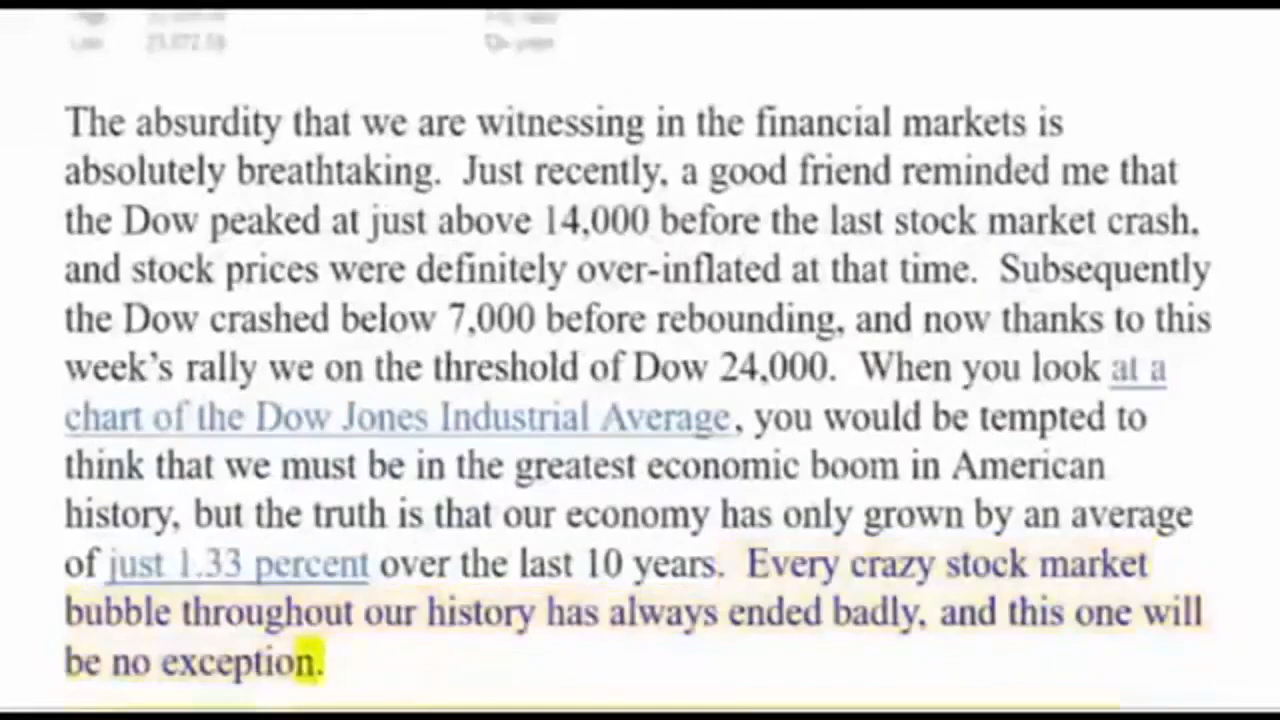 The absurdity that we are witnessing in the financial markets is
absolutely breathtaking.  Just recently, a good friend reminded me that
the Dow peaked at just above 14,000 before the last stock market crash,
and stock prices were definitely over-inflated at that time.  Subsequently
the Dow crashed below 7,000 before rebounding, and now thanks to this
week’s rally we on the threshold of Dow 24,000.  When you look at a
chart of the Dow Jones Industrial Average, you would be tempted to
think that we must be in the greatest economic boom in American
history, but the truth is that our economy has only grown by an average
of just 1.33 percent over the last 10 years.  Every crazy stock market
bubble throughout our history has always ended badly, and this one will
be no exception.